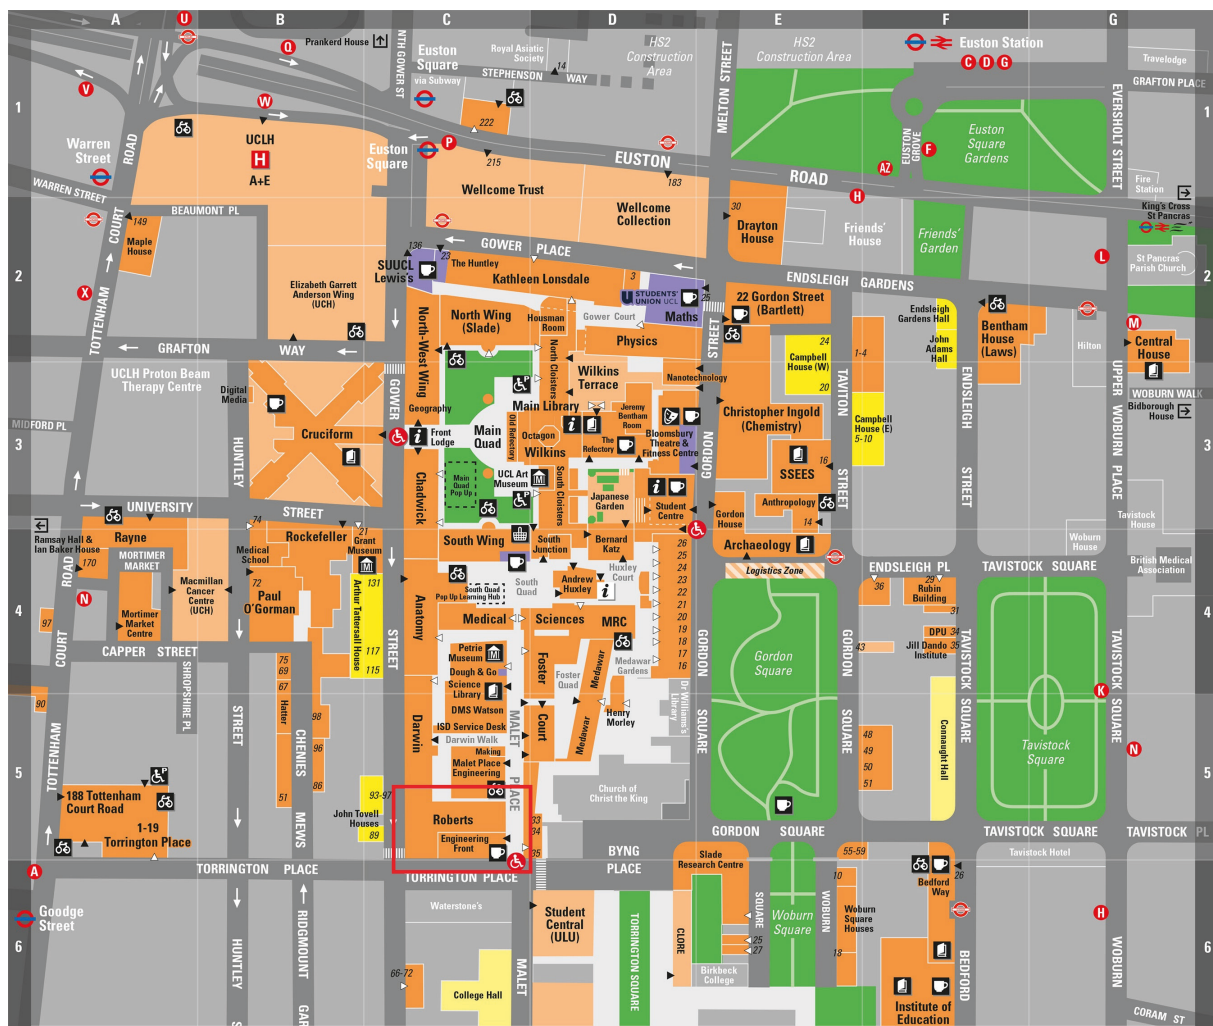 A
B
C
D
E
F
G
1
2
3
4
5
6
U
Q
V
W
Prankerd House
NTH GOWER ST
Euston
Square
via Subway
Royal Asiatic
Society
14
STEPHENSON WAY
HS2
Construction
Area
MELTON STREET
HS2
Construction Area
Euston Station
C D G
Travelodge
GRAFTON PLACE
EVERSHOLT STREET
UCLH
H
A+E
222
P
215
EUSTON ROAD
183
AZ
F
H
EUSTON
GROVE
Euston
Square
Gardens
Fire
Station
King's Cross
St Pancras
Warren
Street
WARREN STREET
Euston
Square
Wellcome Trust
Wellcome
Collection
30
Drayton
House
Friends'
House
Friends'
Garden
L
St Pancras
Parish Church
BEAUMONT PL
149
Maple
House
TOTTENHAM COURT ROAD
X
136
23
GOWER PLACE
SUUCL
Lewis's
The Huntley
Kathleen Lonsdale
3
STUDENTS'
UNION UCL
25
Maths
ENDSLEIGH GARDENS
Elizabeth Garrett
Anderson Wing
(UCH)
North Wing
(Slade)
Housman
Room
Gower Court
Physics
22 Gordon Street
(Bartlett)
Endsleigh
Gardens Hall
John
Adams
Hall
Bentham
House
(Laws)
Hilton
M
Central
House
GRAFTON WAY
North-West Wing
North Cloisters
Wilkins
Terrace
Nanotechnology
24
Campbell
House (W)
20
1-4
UPPER WOBURN PLACE
WOBURN WALK
Bidborough
House
UCLH Proton Beam
Therapy Centre
Digital
Media
GOWER STREET
Geography
Main Library
Jeremy
Bentham
Room
Christopher Ingold
(Chemistry)
TAVITON STREET
Campbell
House (E)
5-10
ENDSLEIGH STREET
MIDFORD PL
HUNTLEY STREET
Cruciform
Front
Lodge
Main
Quad
Old Refectory
Octagon
Wilkins
The
Refectory
Bloomsbury
Theatre &
Fitness Centre
GORDON STREET
SSEES
16
Chadwick
Main
Quad
Pop Up
UCL Art
Museum
South Cloisters
Japanese
Garden
Student
Centre
Gordon
House
Anthropology
14
Tavistock
House
UNIVERSITY STREET
Ramsay Hall &
Ian Baker House
Rayne
74
Rockefeller
21
Grant
Museum
South Wing
South
Junction
Bernard
Katz
Archaeology
Woburn
House
British Medical
Association
170
MORTIMER
MARKET
Medical
School
72
Paul
O'Gorman
131
Arthur Tattersall House
117
115
South Quad
Pop Up Learning Hub
South
Quad
Andrew
Huxley
Huxley
Court
26
25
24
23
22
21
20
19
18
17
16
Logistics Zone
ENDSLEIGH PL
TAVISTOCK SQUARE
N
Macmillan
Cancer
Centre
(UCH)
Mortimer
Market
Centre
97
Anatomy
Medical
Sciences
MRC
36
29
Rubin
Building
31
DPU 34
Jill Dando 35
Institute
43
CAPPER STREET
SHROPSHIRE PL
75
69
67
Hatter
98
96
86
51
CHENIES MEWS
Petrie
Museum
Dough & Go
Science
Library
DMS Watson
ISD Service Desk
Darwin Walk
Making
Malet Place
Engineering
Darwin
MALET PLACE
Foster
Court
Foster
Quad
Medawar
Medawar
Medawar
Gardens
Henry
Morley
Dr Williams's
Library
GORDON SQUARE
Gordon
Square
GORDON SQUARE
TAVISTOCK SQUARE
Connaught Hall
K
Tavistock
Square
TAVISTOCK SQUARE
N
90
48
49
50
51
188 Tottenham
Court Road
1-19
Torrington Place
93-97
John Tovell
Houses
89
Roberts
Engineering
Front
33
34
35
Church of
Christ the King
GORDON SQUARE
TAVISTOCK SQUARE
TAVISTOCK PL
A
TORRINGTON PLACE
TORRINGTON PLACE
BYNG
PLACE
Slade
Research Centre
55-59
10
Bedford
Way
26
Tavistock Hotel
Goodge
Street
HUNTLEY
RIDGMOUNT
GAR
Waterstone's
66-72
College Hall
MALET
Student
Central
(ULU)
TORRINGTON SQUARE
CLORE
SQUARE
25
27
Birkbeck
College
Woburn
Square
WOBURN
Woburn
Square
Houses
18
Institute of
Education
BEDFORD
H
WOBURN
CORAM ST